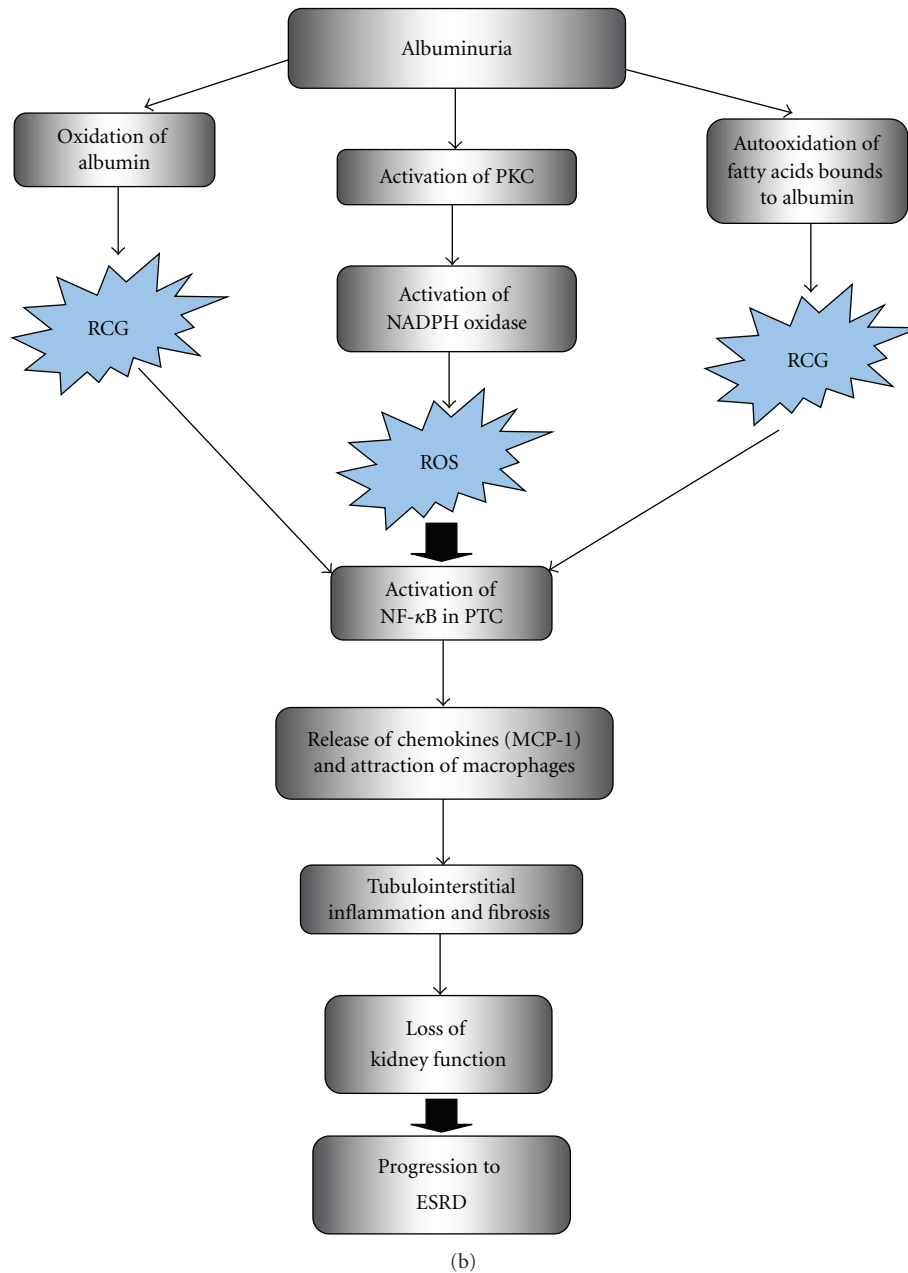 Albuminuria
Oxidation of
albumin
Activation of PKC
Autooxidation of
fatty acids bounds
to albumin
Activation of
NADPH oxidase
RCG
RCG
ROS
Activation of
NF-κB in PTC
Release of chemokines (MCP-1)
and attraction of macrophages
Tubulointerstitial
inflammation and fibrosis
Loss of
kidney function
Progression to
ESRD
(b)